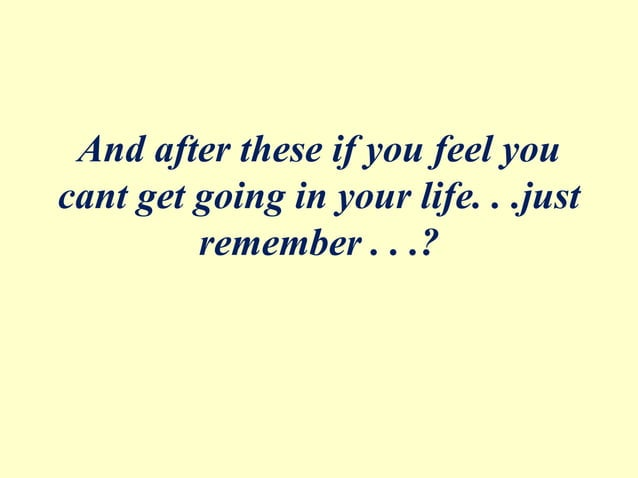 And after these if you feel you
cant get going in your life. . .just
remember . . .?